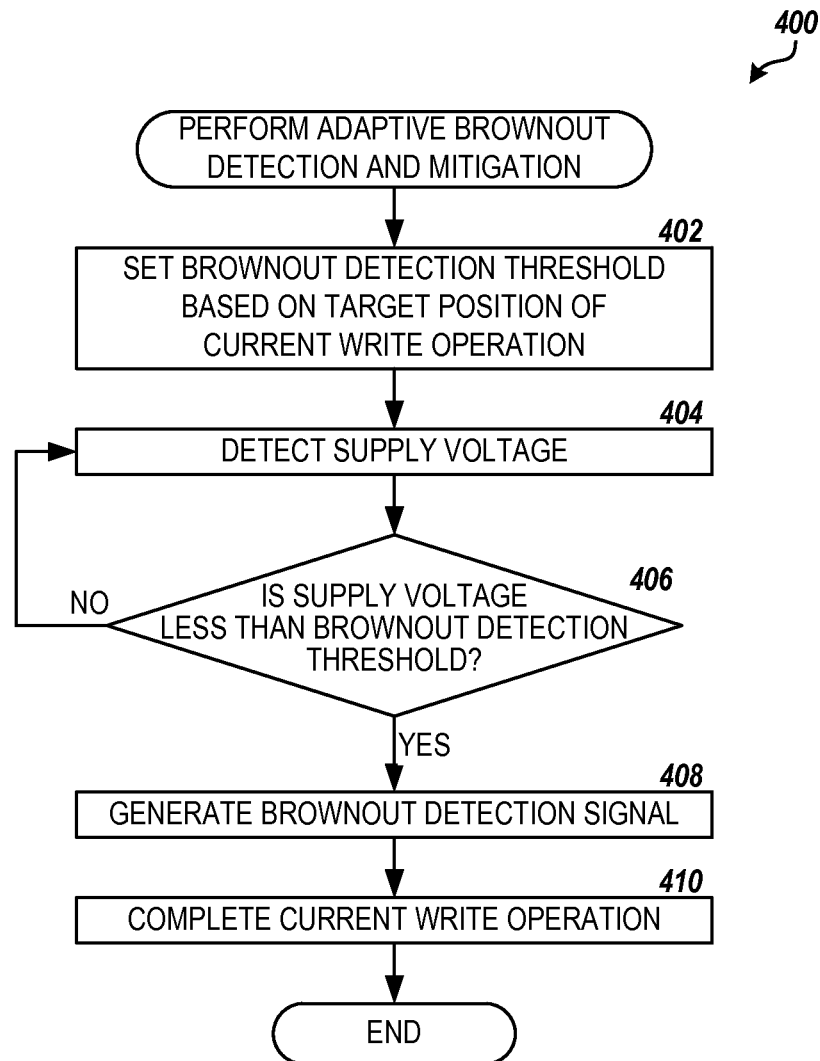 400
PERFORM ADAPTIVE BROWNOUT
DETECTION AND MITIGATION
402
SET BROWNOUT DETECTION THRESHOLD
BASED ON TARGET POSITION OF
CURRENT WRITE OPERATION
404
DETECT SUPPLY VOLTAGE
406
IS SUPPLY VOLTAGE
LESS THAN BROWNOUT DETECTION
THRESHOLD?
NO
YES
408
GENERATE BROWNOUT DETECTION SIGNAL
410
COMPLETE CURRENT WRITE OPERATION
END